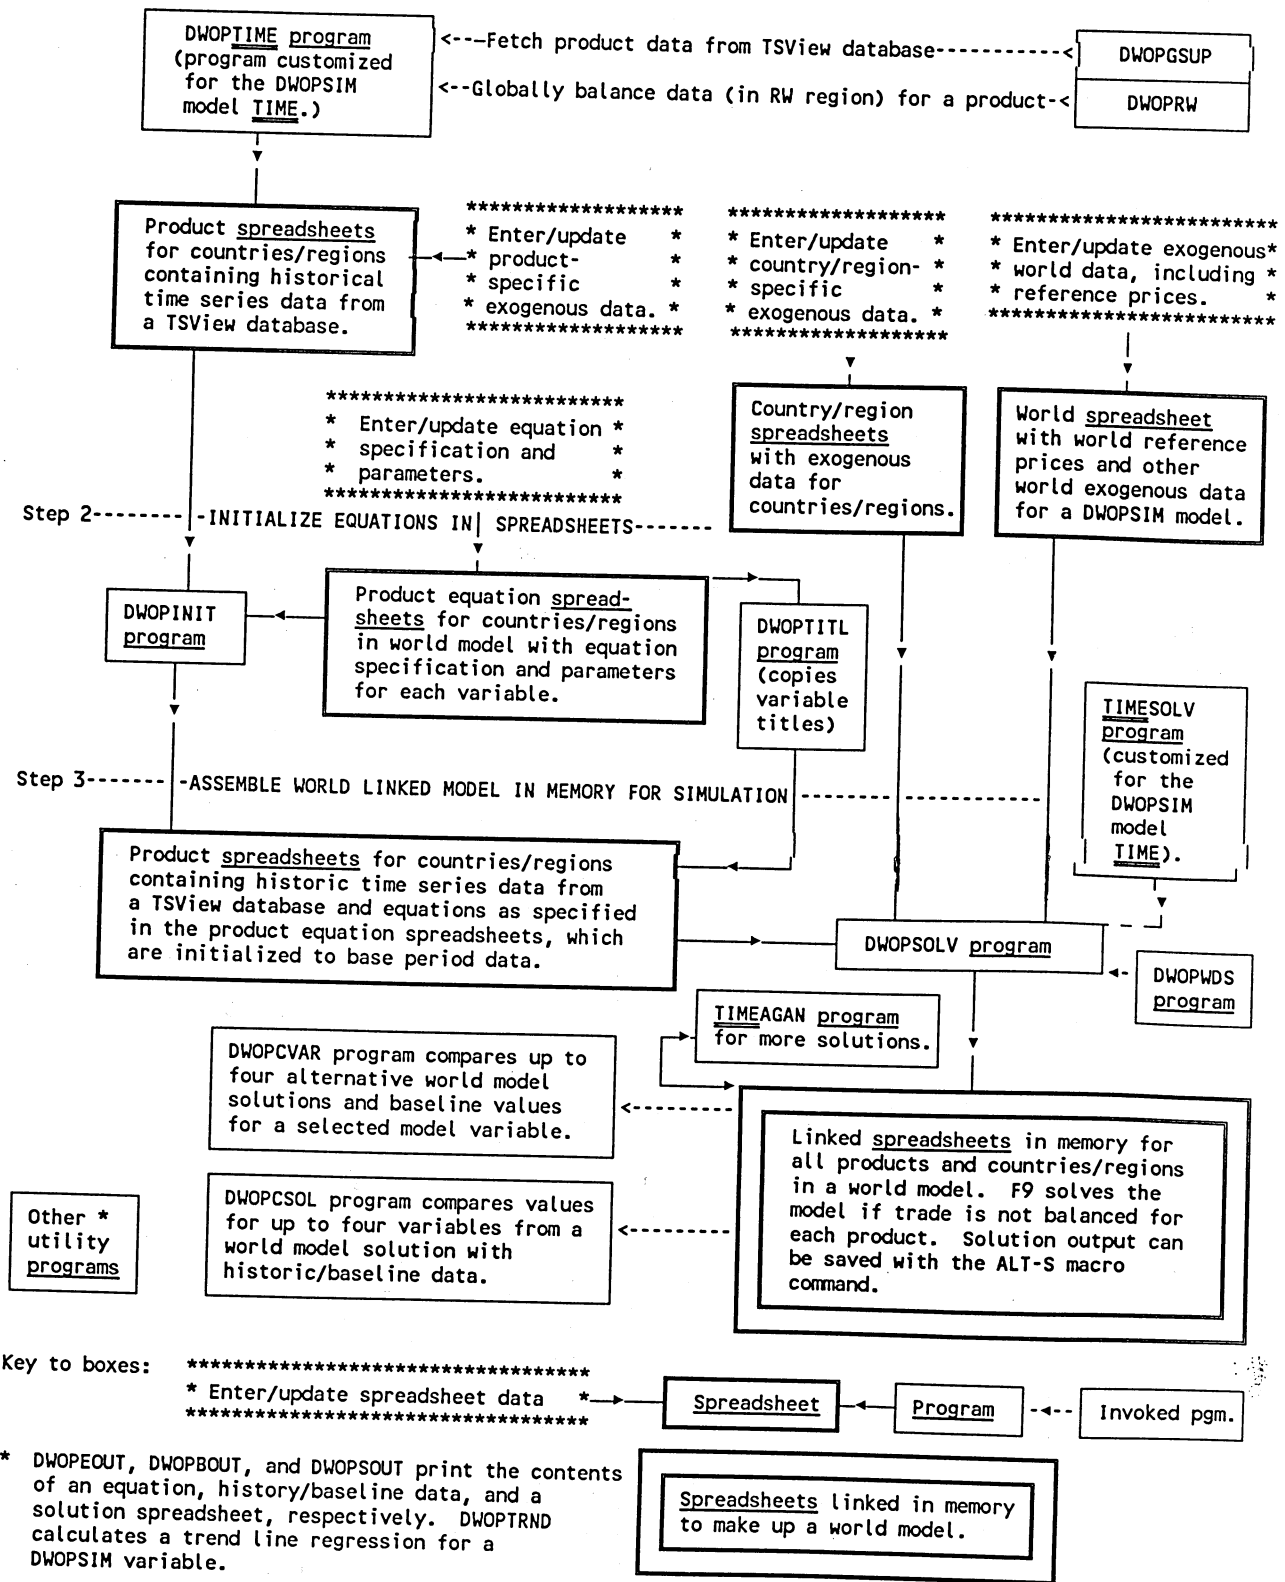 DWOPTIME program
(program customized
for the DWOPSIM
model TIME.)
<---Fetch product data from TSView database-----------<
<--Globally balance data (in RW region) for a product-<
DWOPGSUP
DWOPRW
Product spreadsheets
for countries/regions
containing historical
time series data from
a TSView database.
*******************
* Enter/update *
* product- *
* specific *
* exogenous data. *
*******************
*******************
* Enter/update *
* country/region- *
* specific *
* exogenous data. *
*******************
*************************
* Enter/update exogenous*
* world data, including *
* reference prices. *
*************************
**************************
* Enter/update equation *
* specification and *
* parameters. *
**************************
Country/region
spreadsheets
with exogenous
data for
countries/regions.
World spreadsheet
with world reference
prices and other
world exogenous data
for a DWOPSIM model.
Step 2--------
-INITIALIZE EQUATIONS IN SPREADSHEETS-------
DWOPINIT
program
Product equation spread-
sheets for countries/regions
in world model with equation
specification and parameters
for each variable.
DWOPTITL
program
(copies
variable
titles)
TIMESOLV
program
(customized
for the
DWOPSIM
model
TIME).
Step 3-------
-ASSEMBLE WORLD LINKED MODEL IN MEMORY FOR SIMULATION
Product spreadsheets for countries/regions
containing historic time series data from
a TSView database and equations as specified
in the product equation spreadsheets, which
are initialized to base period data.
DWOPSOLV program
DWOPWDS
program
TIMEAGAN program
for more solutions.
DWOPCVAR program compares up to
four alternative world model
solutions and baseline values
for a selected model variable.
<--------
Linked spreadsheets in memory for
all products and countries/regions
in a world model. F9 solves the
model if trade is not balanced for
each product. Solution output can
be saved with the ALT-S macro
command.
DWOPCSOL program compares values
for up to four variables from a
world model solution with
historic/baseline data.
<--------
Other *
utility
programs
Key to boxes:
***********************************
* Enter/update spreadsheet data *
***********************************
Spreadsheet
Program
Invoked pgm.
* DWOPEOUT, DWOPBOUT, and DWOPSOUT print the contents
of an equation, history/baseline data, and a
solution spreadsheet, respectively. DWOPTRND
calculates a trend line regression for a
DWOPSIM variable.
Spreadsheets linked in memory
to make up a world model.